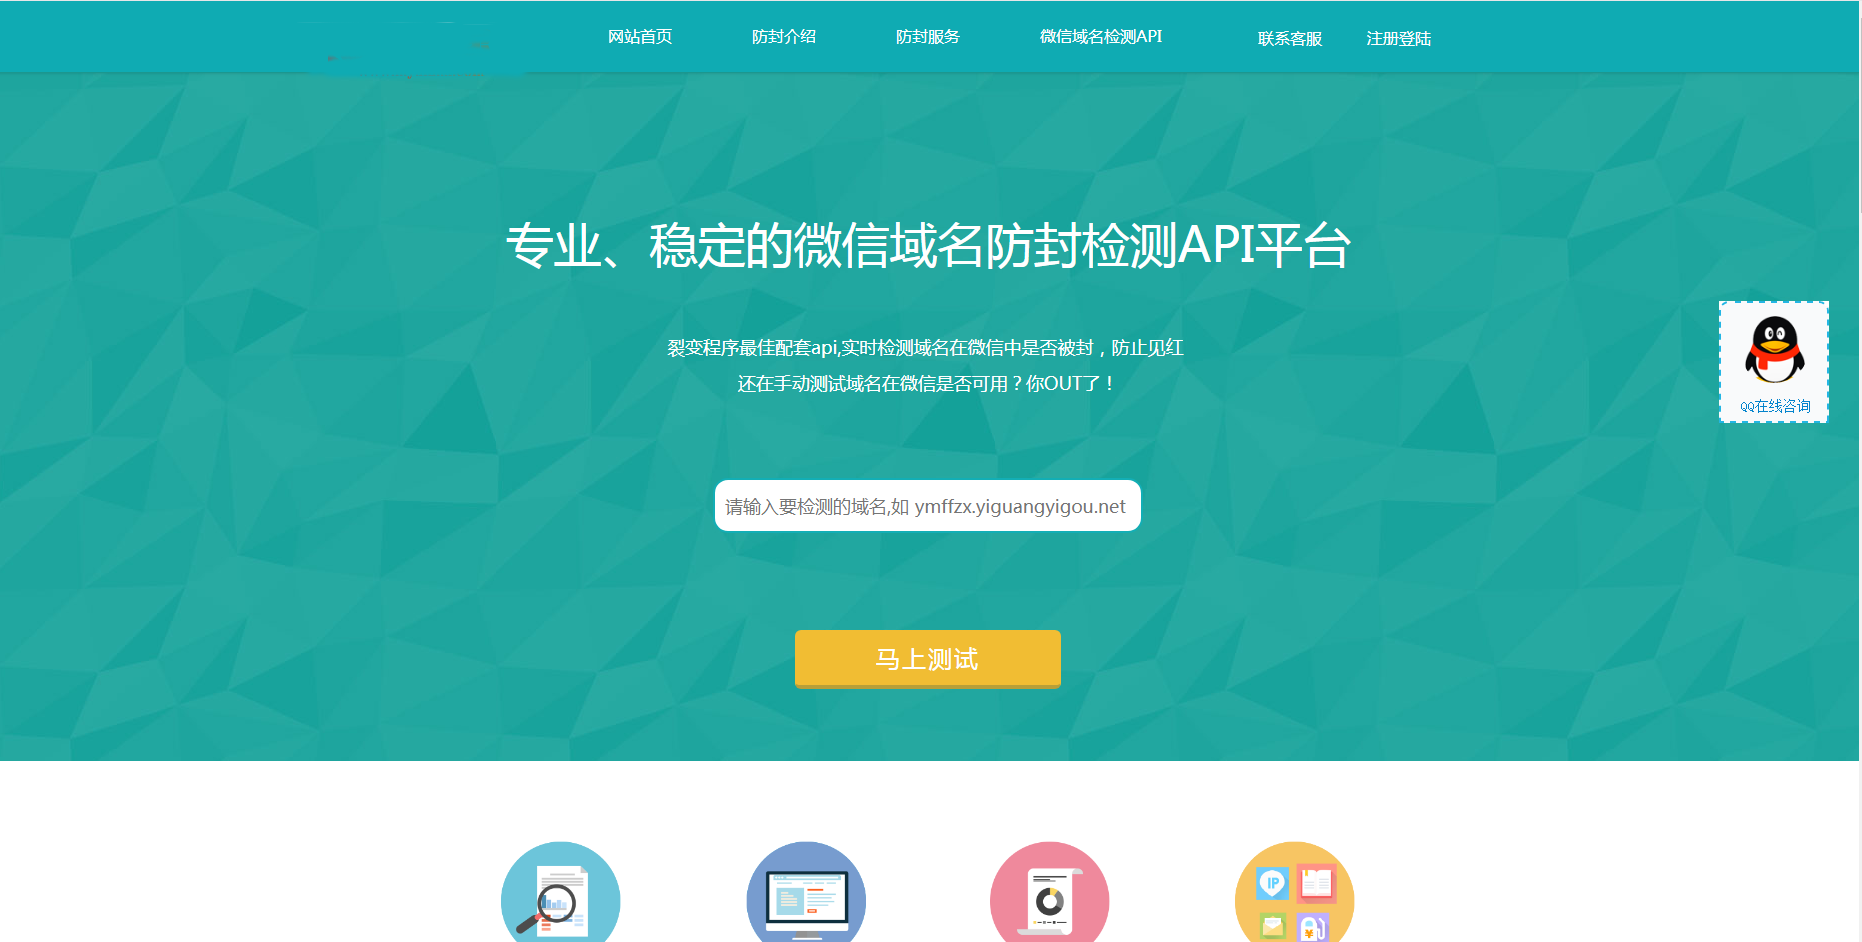 网站首页 防封介绍 防封服务 微信域名检测API 联系客服 注册登陆
专业、稳定的微信域名防封检测API平台
裂变程序最佳配套api,实时检测域名在微信中是否被封，防止见红
还在手动测试域名在微信是否可用？你OUT了！
QQ在线咨询
请输入要检测的域名,如 ymffzx.yiguangyigou.net
马上测试
IP